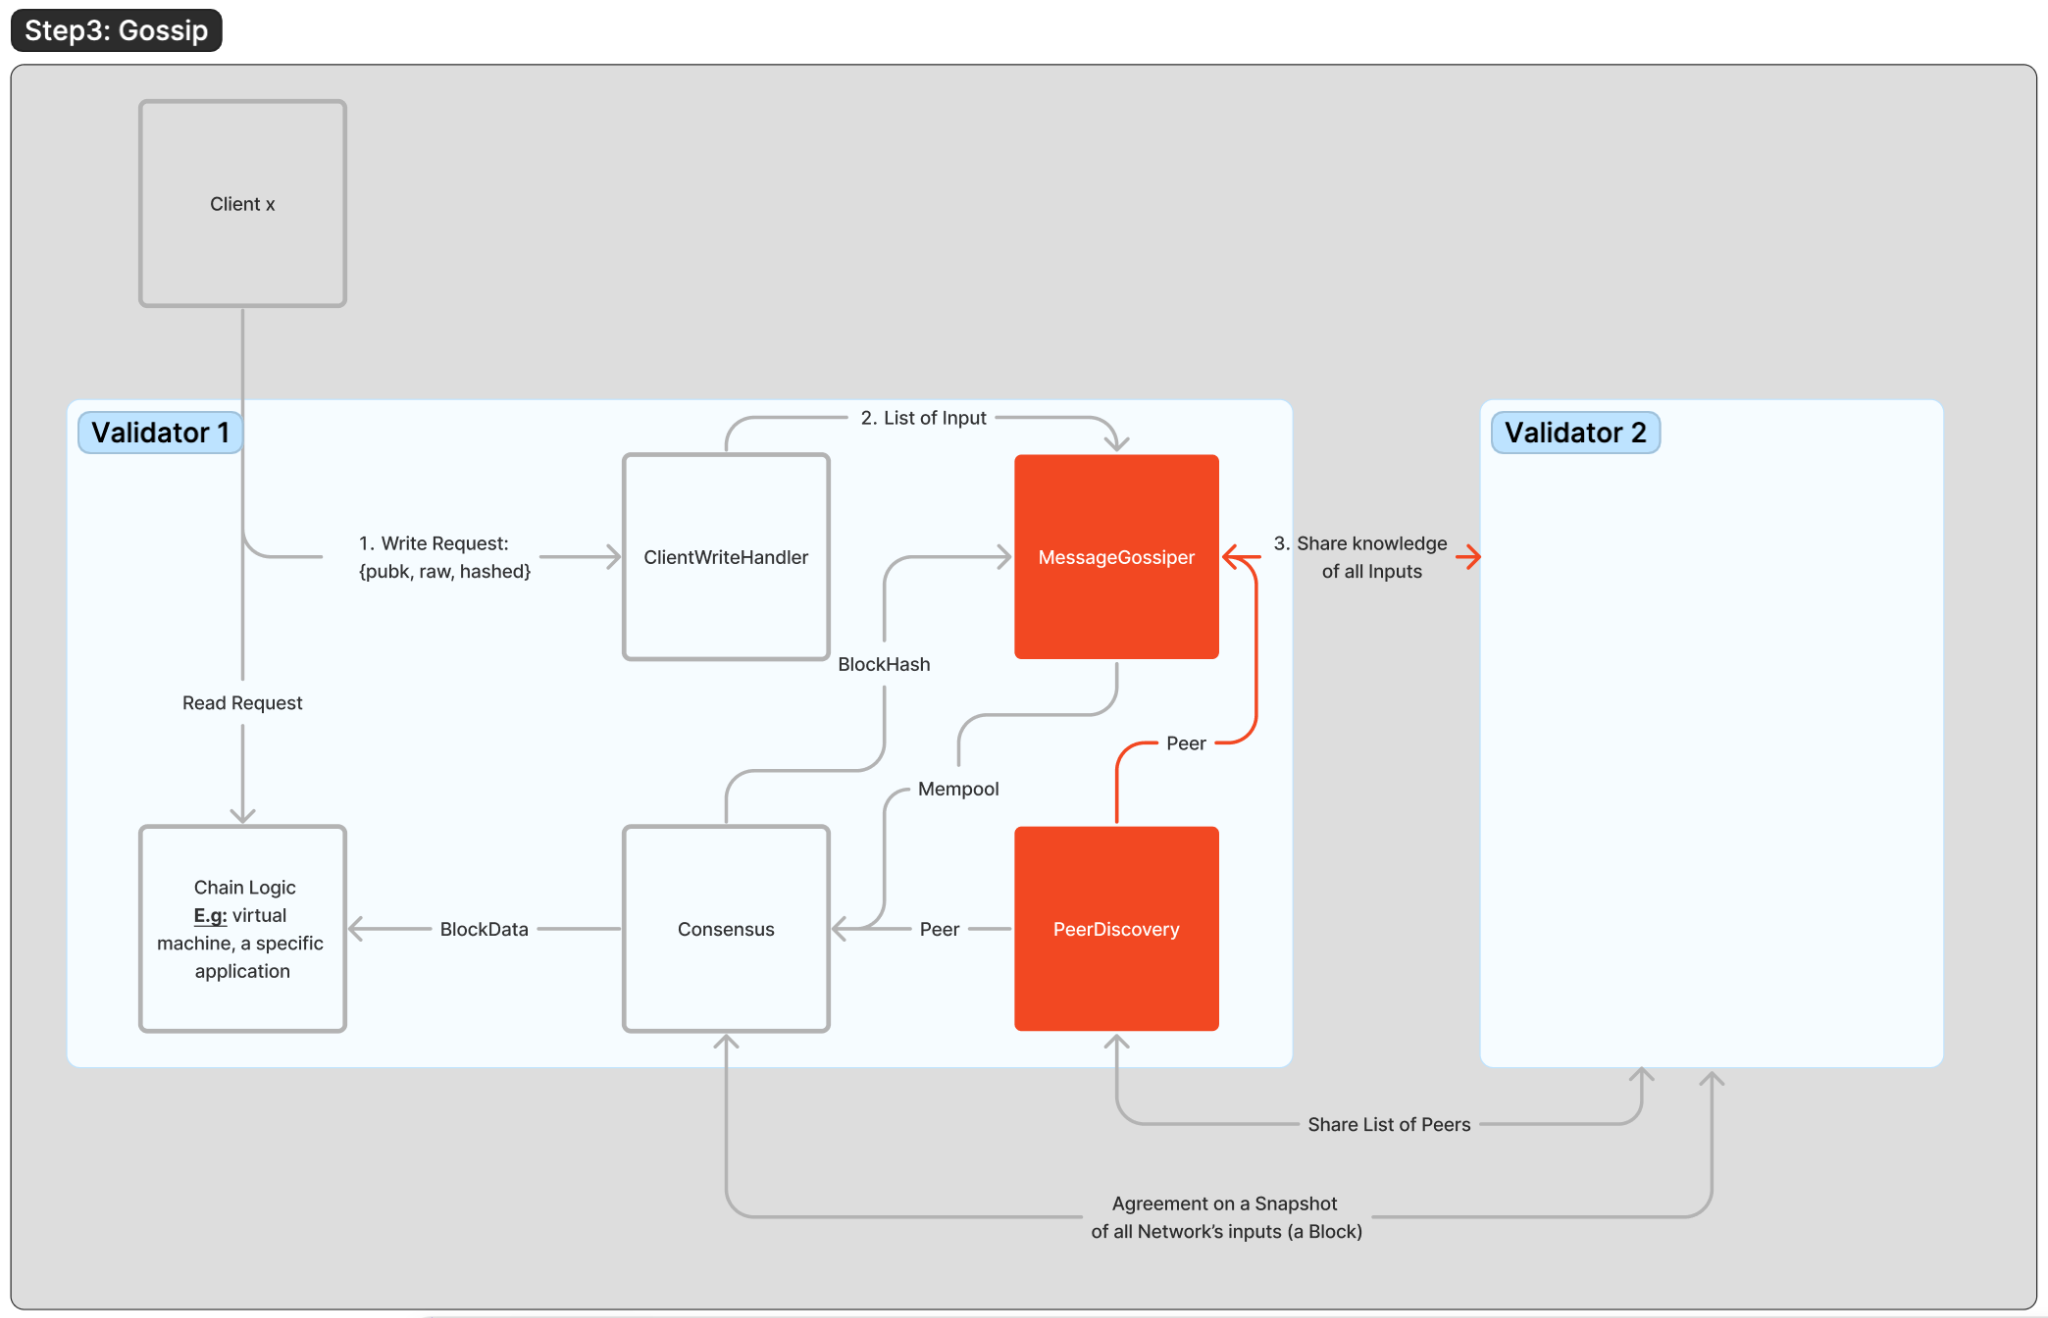 Step3: Gossip
Client x
Validator 1
2. List of Input
Validator 2
1. Write Request:
{pubk, raw, hashed}
ClientWriteHandler
MessageGossiper
3. Share knowledge
of all Inputs
BlockHash
Read Request
Peer
Mempool
Chain Logic
E.g: virtual
machine, a specific
application
BlockData
Consensus
Peer
PeerDiscovery
Share List of Peers
Agreement on a Snapshot
of all Network’s inputs (a Block)